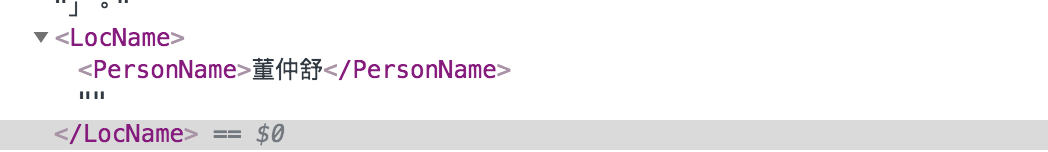 "」。"
▼<LocName>
<PersonName>董仲舒</PersonName>
""
</LocName> == $0